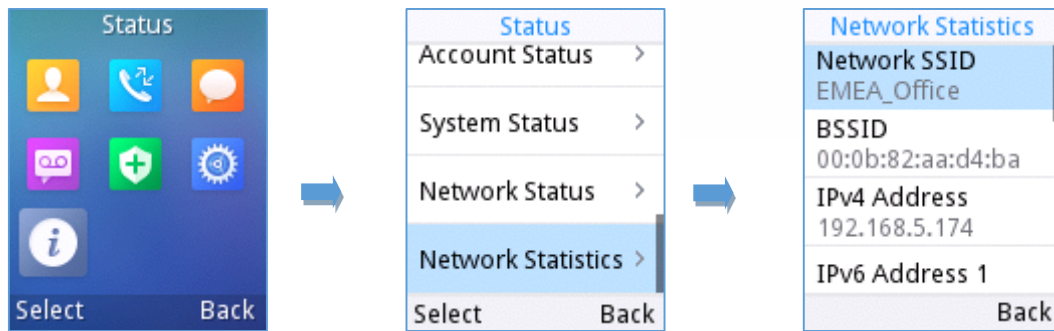 Status
Select Back
Status
Account Status
System Status
Network Status
Network Statistics
Select Back
Network Statistics
Network SSID
EMEA_Office
BSSID
00:0b:82:aa:d4:ba
IPv4 Address
192.168.5.174
IPv6 Address 1
Back